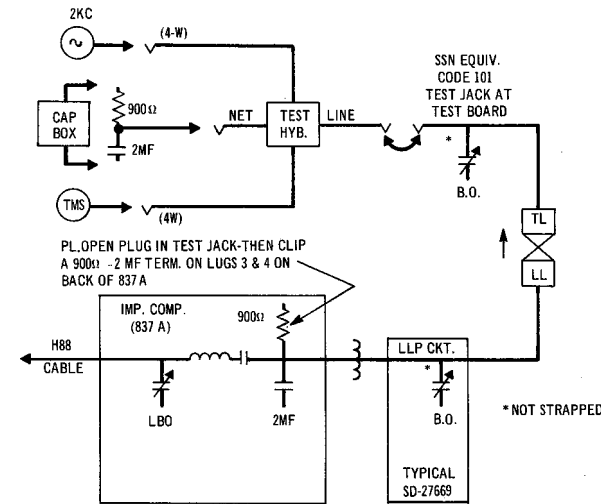 2KC
(4-W)
CAP
BOX
900Ω
2MF
NET
TEST
HYB.
LINE
SSN EQUIV.
CODE 101
TEST JACK AT
TEST BOARD
*
B.O.
TMS
(4W)
TL
LL
PL.OPEN PLUG IN TEST JACK-THEN CLIP
A 900Ω -2 MF TERM. ON LUGS 3 & 4 ON
BACK OF 837A
IMP. COMP.
(837 A)
900Ω
H88
CABLE
LBO
2MF
LLP CKT.
*
B.O.
* NOT STRAPPED
TYPICAL
SD-27669